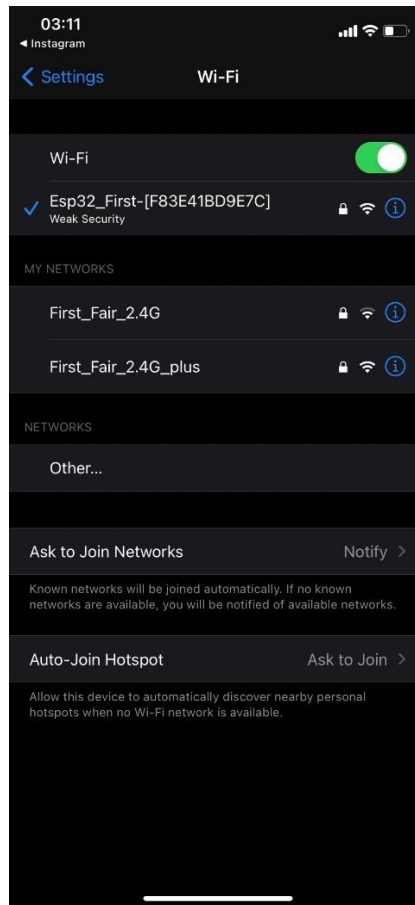 03:11
◀ Instagram
Settings
Wi-Fi
Wi-Fi
Esp32_First-[F83E41BD9E7C]
Weak Security
MY NETWORKS
First_Fair_2.4G
First_Fair_2.4G_plus
NETWORKS
Other...
Ask to Join Networks
Notify
Known networks will be joined automatically. If no known
networks are available, you will be notified of available networks.
Auto-Join Hotspot
Ask to Join
Allow this device to automatically discover nearby personal
hotspots when no Wi-Fi network is available.